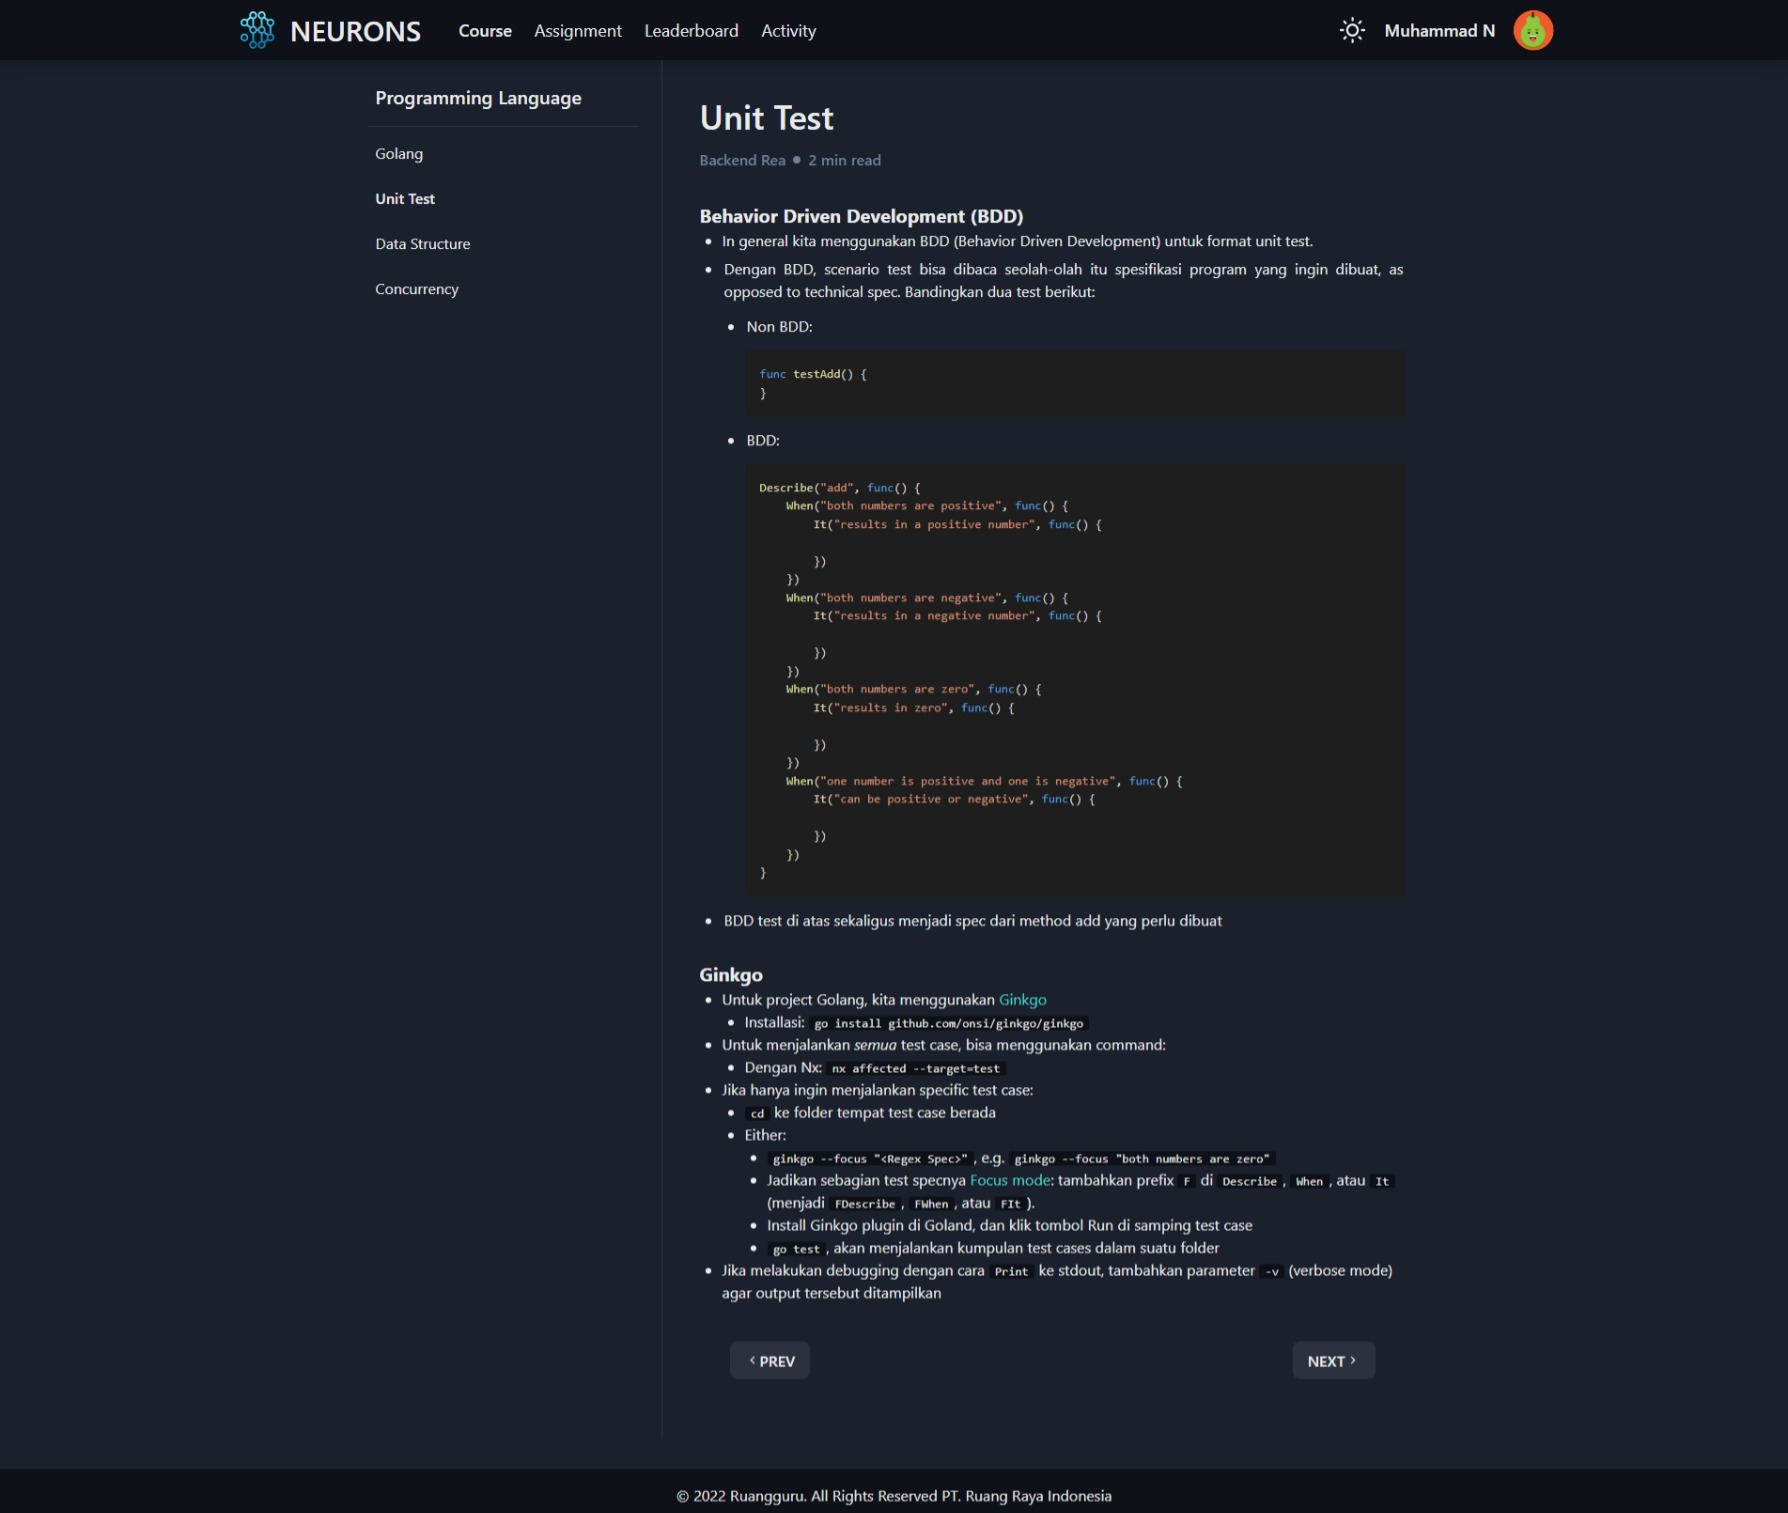 NEURONS Course Assignment Leaderboard Activity Muhammad N
Programming Language
Golang
Unit Test
Data Structure
Concurrency
Unit Test
Backend Rea • 2 min read
Behavior Driven Development (BDD)
• In general kita menggunakan BDD (Behavior Driven Development) untuk format unit test.
• Dengan BDD, scenario test bisa dibaca seolah-olah itu spesifikasi program yang ingin dibuat, as
opposed to technical spec. Bandingkan dua test berikut:
• Non BDD:
func testAdd() {
}
• BDD:
Describe("add", func() {
    When("both numbers are positive", func() {
        It("results in a positive number", func() {
        })
    })
    When("both numbers are negative", func() {
        It("results in a negative number", func() {
        })
    })
    When("both numbers are zero", func() {
        It("results in zero", func() {
        })
    })
    When("one number is positive and one is negative", func() {
        It("can be positive or negative", func() {
        })
    })
}
• BDD test di atas sekaligus menjadi spec dari method add yang perlu dibuat
Ginkgo
• Untuk project Golang, kita menggunakan Ginkgo
• Installasi: go install github.com/onsi/ginkgo/ginkgo
• Untuk menjalankan semua test case, bisa menggunakan command:
• Dengan Nx: nx affected --target=test
• Jika hanya ingin menjalankan specific test case:
• cd ke folder tempat test case berada
• Either:
• ginkgo --focus "<Regex Spec>" , e.g. ginkgo --focus "both numbers are zero"
• Jadikan sebagian test specnya Focus mode: tambahkan prefix F di Describe , When , atau It
(menjadi FDescribe , FWhen , atau FIt ).
• Install Ginkgo plugin di Goland, dan klik tombol Run di samping test case
• go test , akan menjalankan kumpulan test cases dalam suatu folder
• Jika melakukan debugging dengan cara Print ke stdout, tambahkan parameter -v (verbose mode)
agar output tersebut ditampilkan
‹ PREV NEXT ›
© 2022 Ruangguru. All Rights Reserved PT. Ruang Raya Indonesia